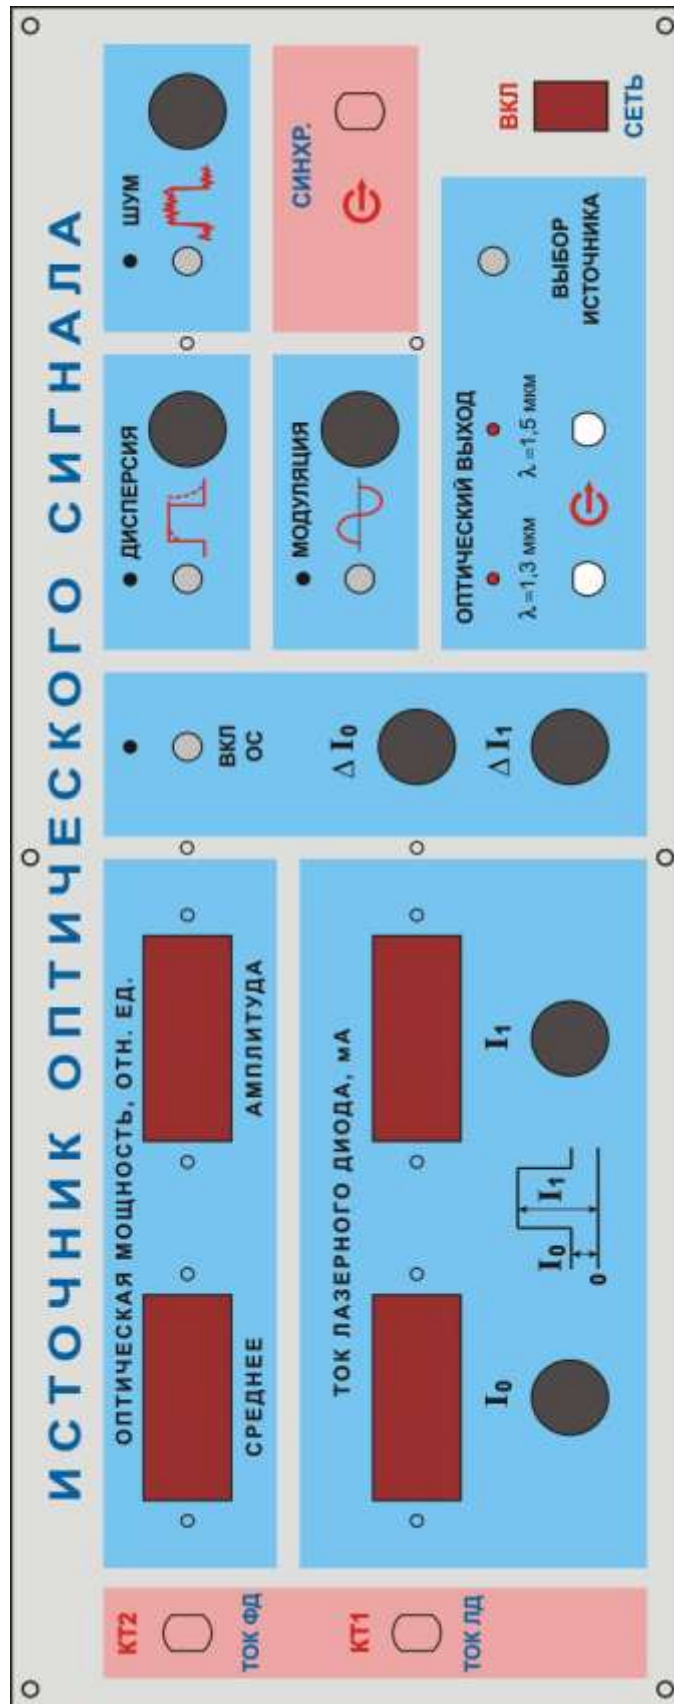 ИСТОЧНИК ОПТИЧЕСКОГО СИГНАЛА
КТ2
ТОК ФД
КТ1
ТОК ЛД
ОПТИЧЕСКАЯ МОЩНОСТЬ, ОТН. ЕД.
СРЕДНЕЕ
АМПЛИТУДА
ТОК ЛАЗЕРНОГО ДИОДА, мА
I₀
I₀
I₁
0
I₁
ВКЛ
ОС
Δ I₀
Δ I₁
ДИСПЕРСИЯ
ШУМ
МОДУЛЯЦИЯ
СИНХР.
ОПТИЧЕСКИЙ ВЫХОД
λ =1,3 мкм
λ =1,5 мкм
ВЫБОР
ИСТОЧНИКА
ВКЛ
СЕТЬ